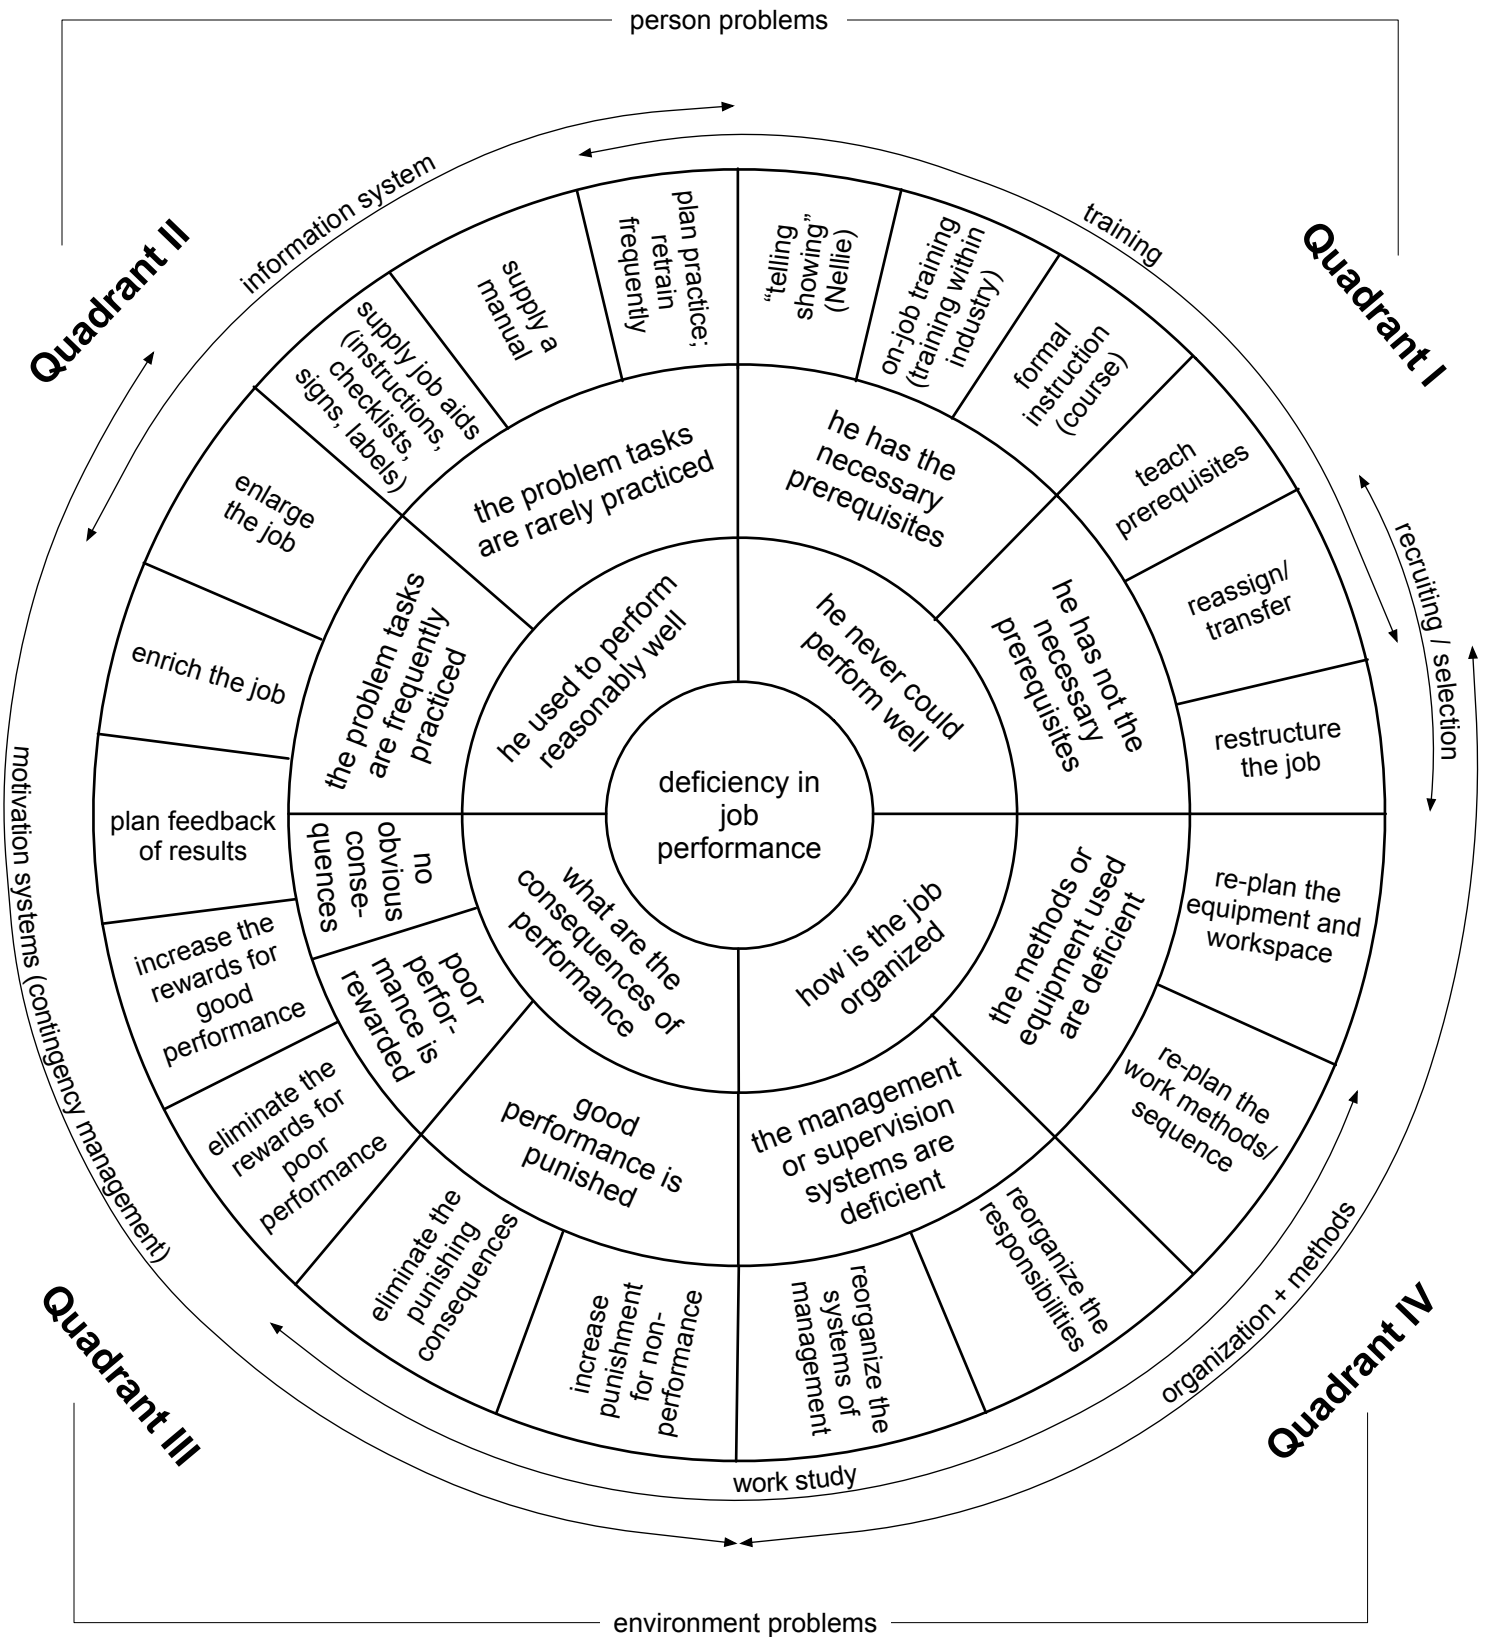 person problems
Quadrant II
information system
training
Quadrant I
plan practice;
retrain
frequently
"telling
showing”
(Nellie)
on-job training
(training within
industry)
formal
instruction
(course)
supply a
manual
supply job aids
(instructions,
checklists,
signs, labels)
teach
prerequisites
reassign/
transfer
restructure
the job
recruiting / selection
enlarge
the job
enrich the job
plan feedback
of results
the problem tasks
are rarely practiced
he has the
necessary
prerequisites
the problem tasks
are frequently
practiced
he has not the
necessary
prerequisites
he used to perform
reasonably well
he never could
perform well
deficiency in
job
performance
what are the
consequences of
performance
how is the job
organized
no
obvious
conse-
quences
poor
perfor-
mance is
rewarded
good
performance is
punished
the management
or supervision
systems are
deficient
the methods or
equipment used
are deficient
re-plan the
equipment and
workspace
re-plan the
work methods/
sequence
increase the
rewards for
good
performance
eliminate the
rewards for
poor
performance
eliminate the
punishing
consequences
increase
punishment
for non-
performance
reorganize the
systems of
management
reorganize the
responsibilities
motivation systems (contingency management)
organization + methods
work study
Quadrant III
Quadrant IV
environment problems